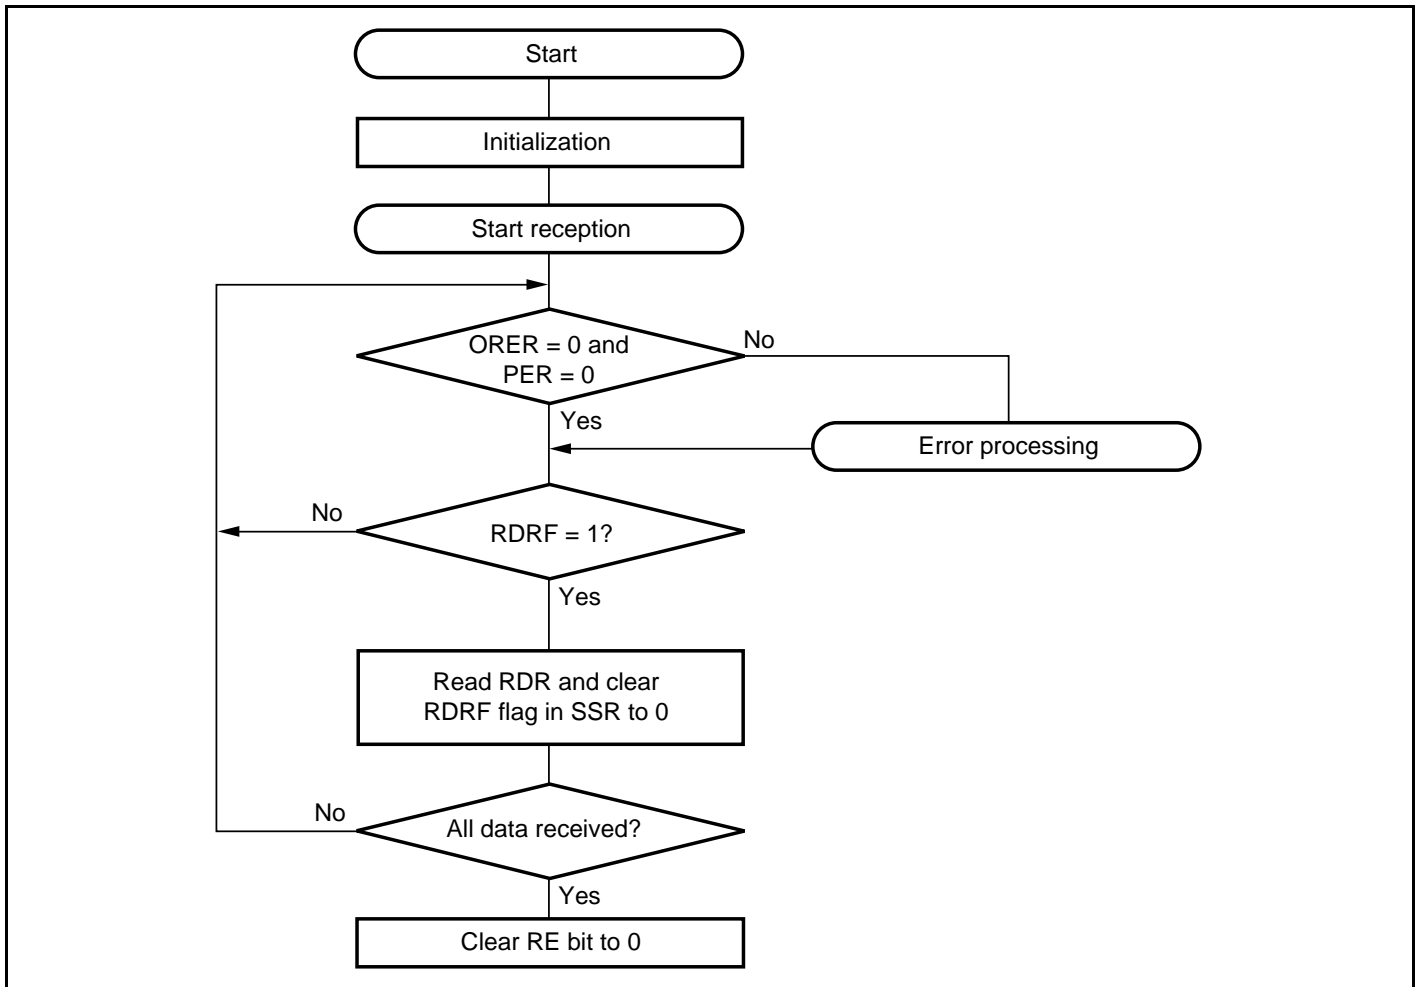 Start
Initialization
Start reception
ORER = 0 and
PER = 0
No
Yes
Error processing
No
RDRF = 1?
Yes
Read RDR and clear
RDRF flag in SSR to 0
No
All data received?
Yes
Clear RE bit to 0